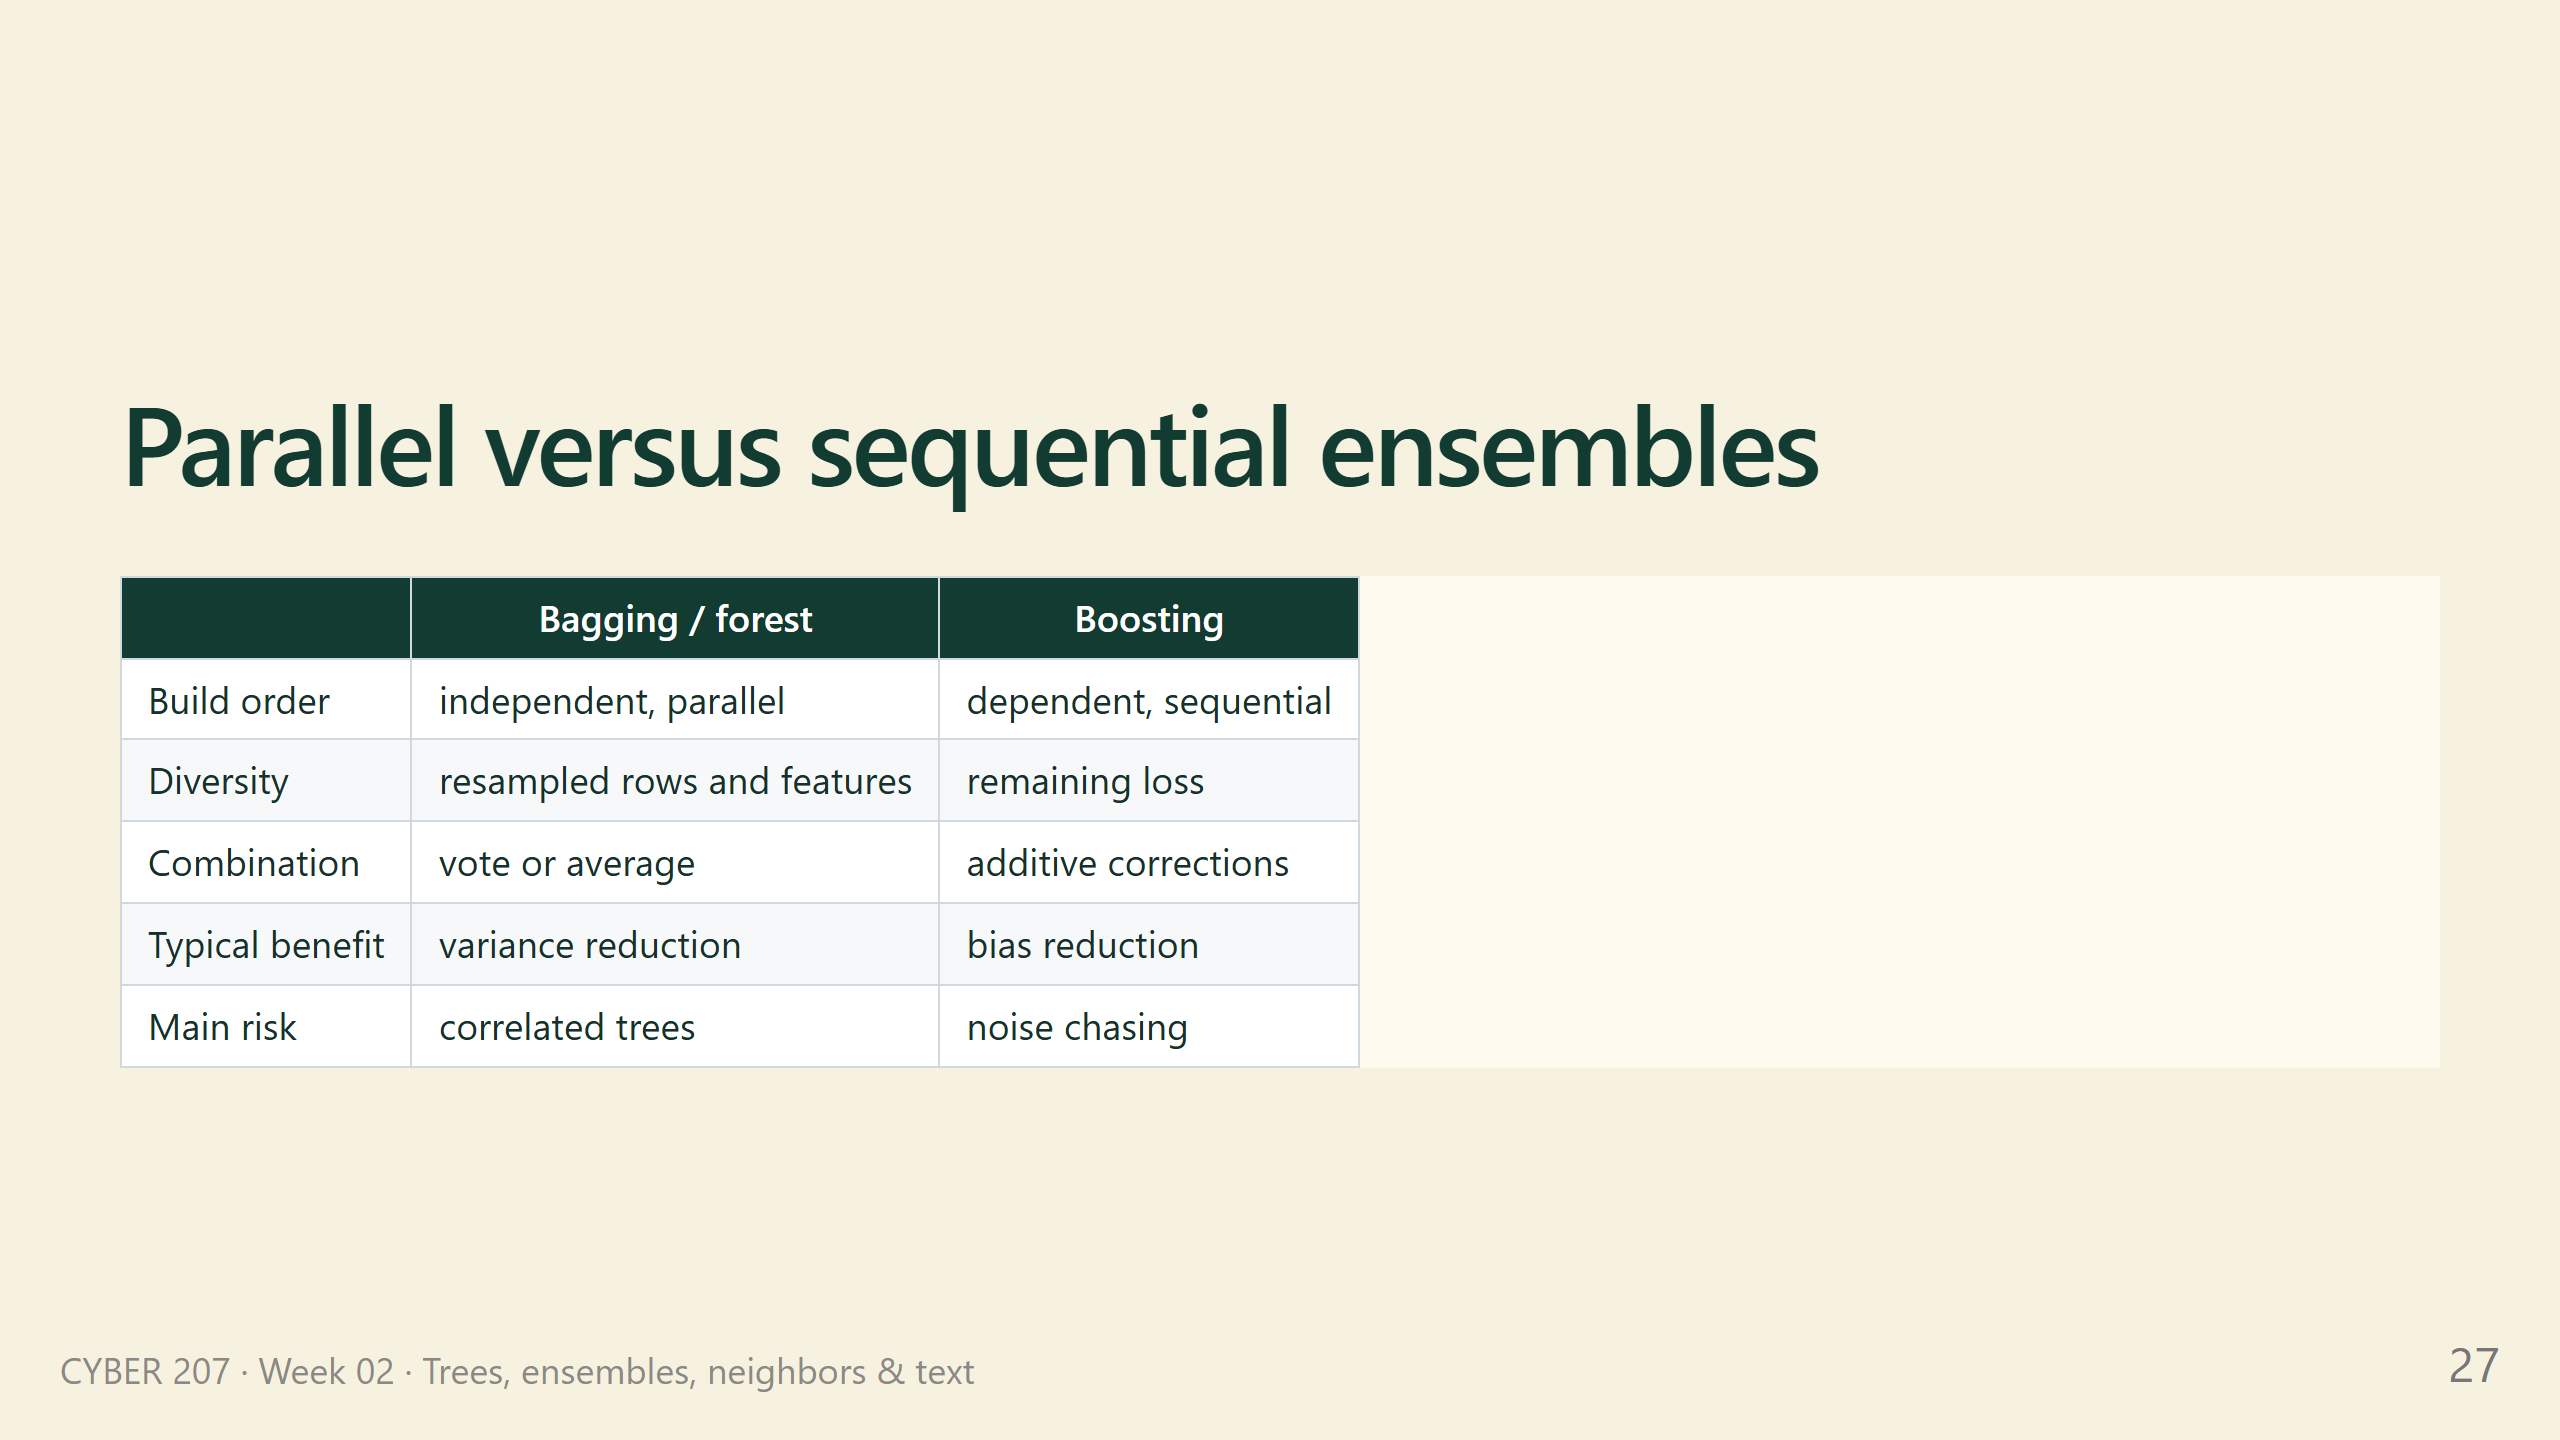 Parallel versus sequential ensembles
Bagging / forest Boosting
Build order independent, parallel dependent, sequential
Diversity resampled rows and features remaining loss
Combination vote or average additive corrections
Typical benefit variance reduction bias reduction
Main risk correlated trees noise chasing
CYBER 207 · Week 02 · Trees, ensembles, neighbors & text
27